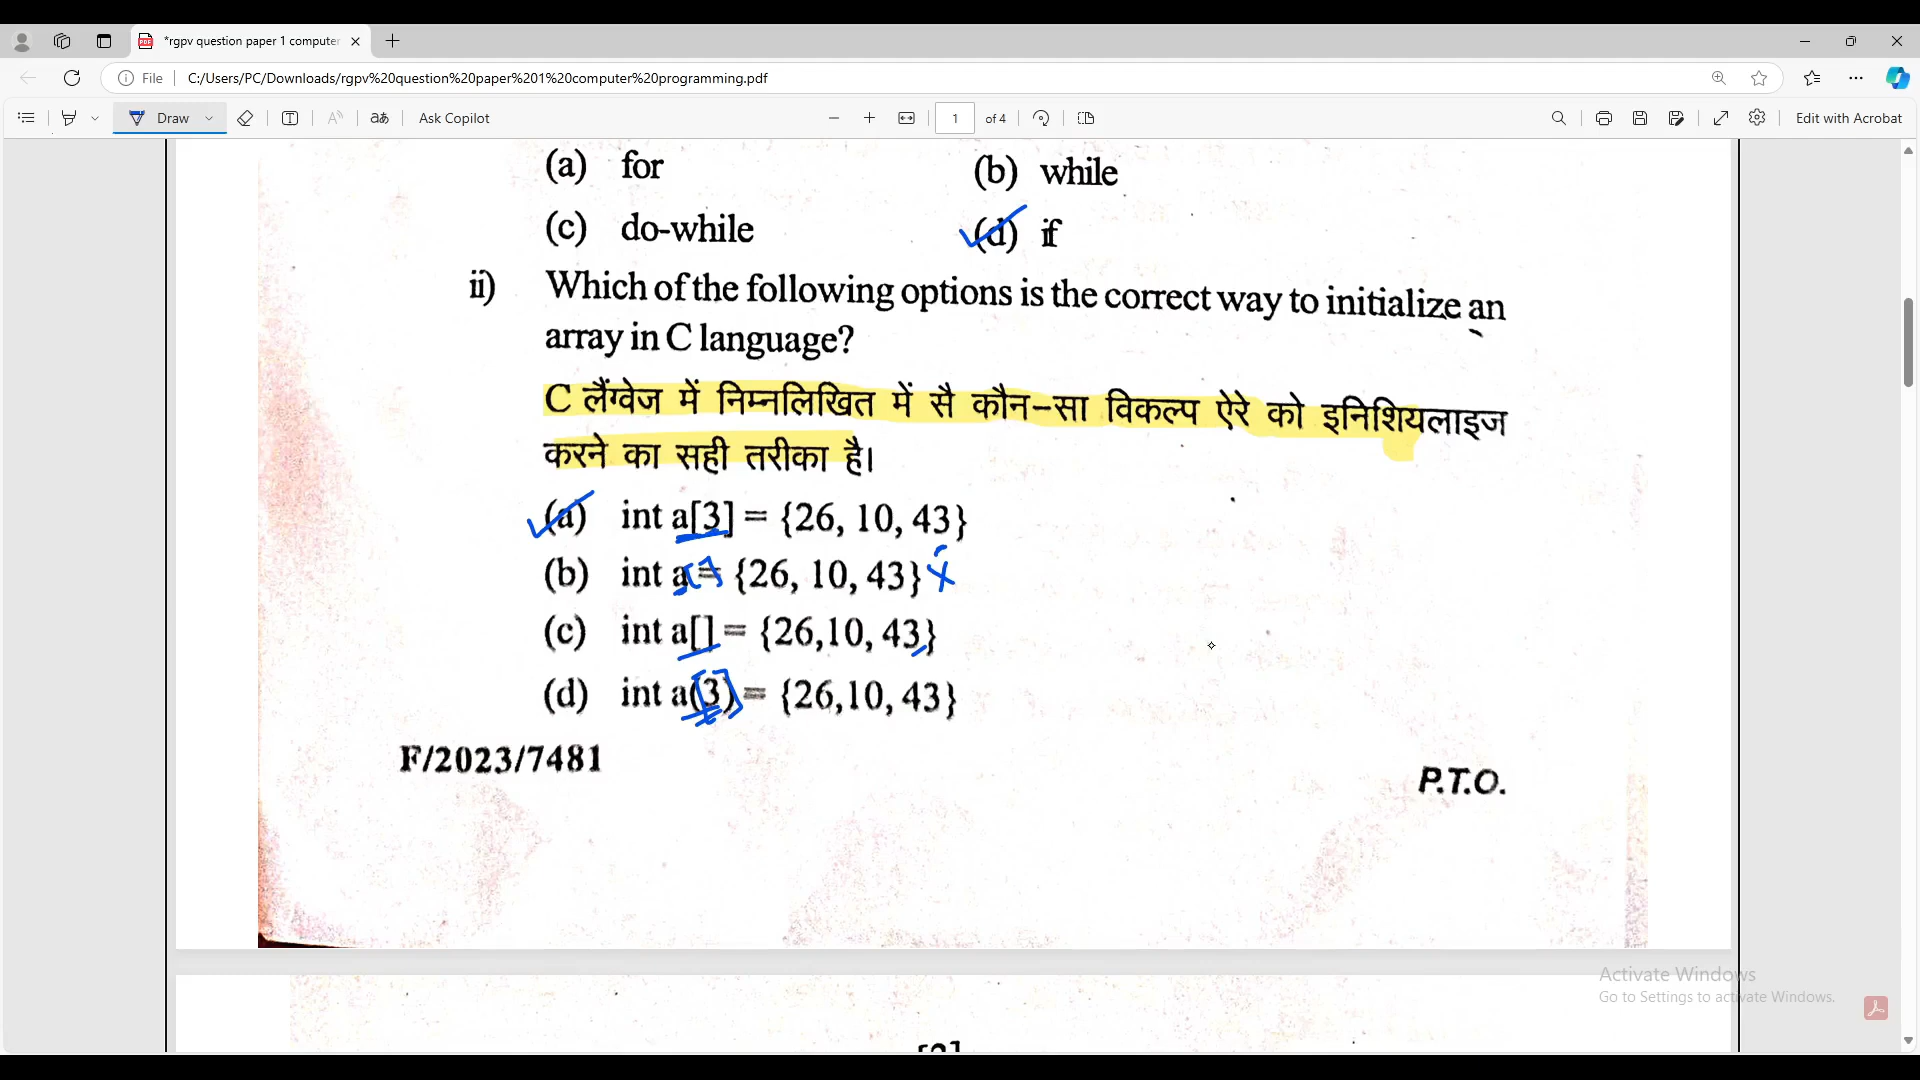 *rgpv question paper 1 computer
File
C:/Users/PC/Downloads/rgpv%20question%20paper%201%20computer%20programming.pdf
Draw
Ask Copilot
1 of 4
Edit with Acrobat
(a) for
(b) while
(c) do-while
(d) if
ii) Which of the following options is the correct way to initialize an
array in C language?
C लैंग्वेज में निम्नलिखित में सै कौन-सा विकल्प ऐरे को इनिशियलाइज
करने का सही तरीका है।
(a) int a[3] = {26, 10, 43}
(b) int a = {26, 10, 43}
(c) int a[] = {26,10, 43}
(d) int a(3) = {26,10, 43}
F/2023/7481
P.T.O.
Activate Windows
Go to Settings to activate Windows.